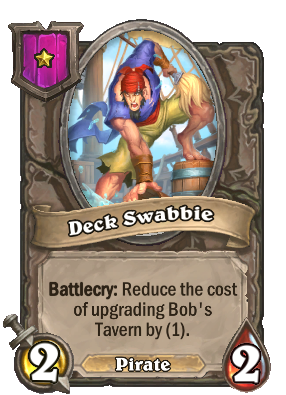 Deck Swabbie
Battlecry: Reduce the cost
of upgrading Bob's
Tavern by (1).
2
Pirate
2